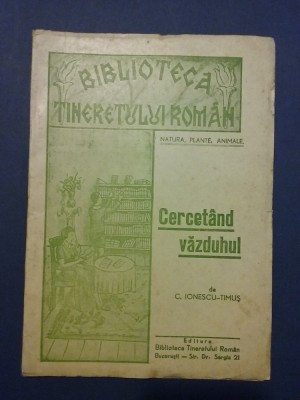 BIBLIOTECA
TINERETULUI ROMÂN
NATURA, PLANTE, ANIMALE.
Cercetând
văzduhul
de
C. IONESCU-TIMUȘ
Editura
Biblioteca Tineretului Român
București — Str. Dr. Sergiu 21